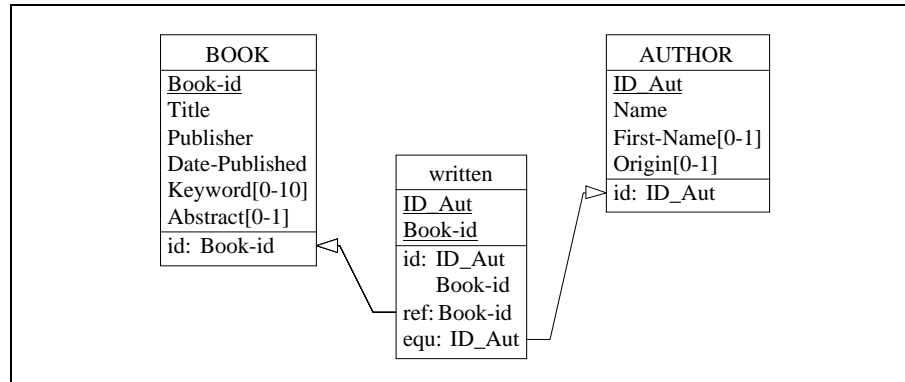 BOOK
Book-id
Title
Publisher
Date-Published
Keyword[0-10]
Abstract[0-1]
id: Book-id
written
ID_Aut
Book-id
id: ID_Aut
Book-id
ref: Book-id
equ: ID_Aut
AUTHOR
ID_Aut
Name
First-Name[0-1]
Origin[0-1]
id: ID_Aut